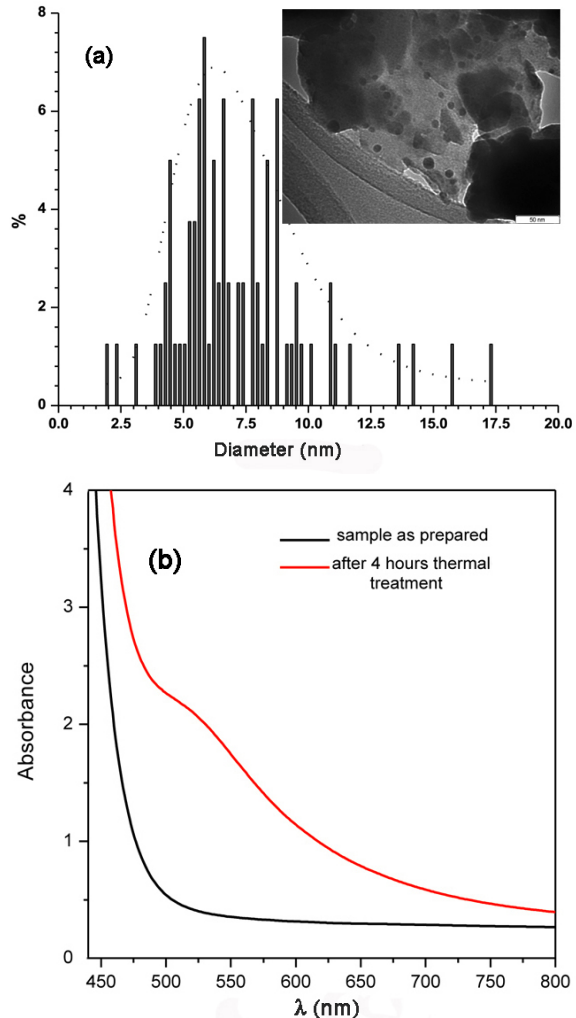 (a)
8
6
4
2
0
%
0.0 2.5 5.0 7.5 10.0 12.5 15.0 17.5 20.0
Diameter (nm)
50 nm
(b)
sample as prepared
after 4 hours thermal
treatment
4
3
2
1
0
Absorbance
450 500 550 600 650 700 750 800
λ (nm)